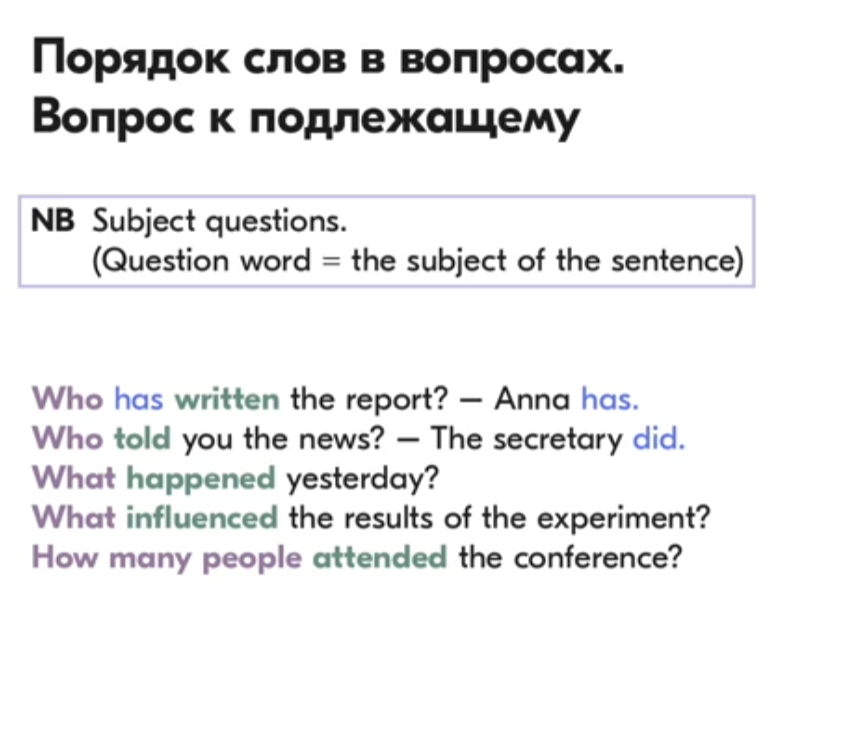 Порядок слов в вопросах.
Вопрос к подлежащему
NB Subject questions.
(Question word = the subject of the sentence)
Who has written the report? – Anna has.
Who told you the news? – The secretary did.
What happened yesterday?
What influenced the results of the experiment?
How many people attended the conference?